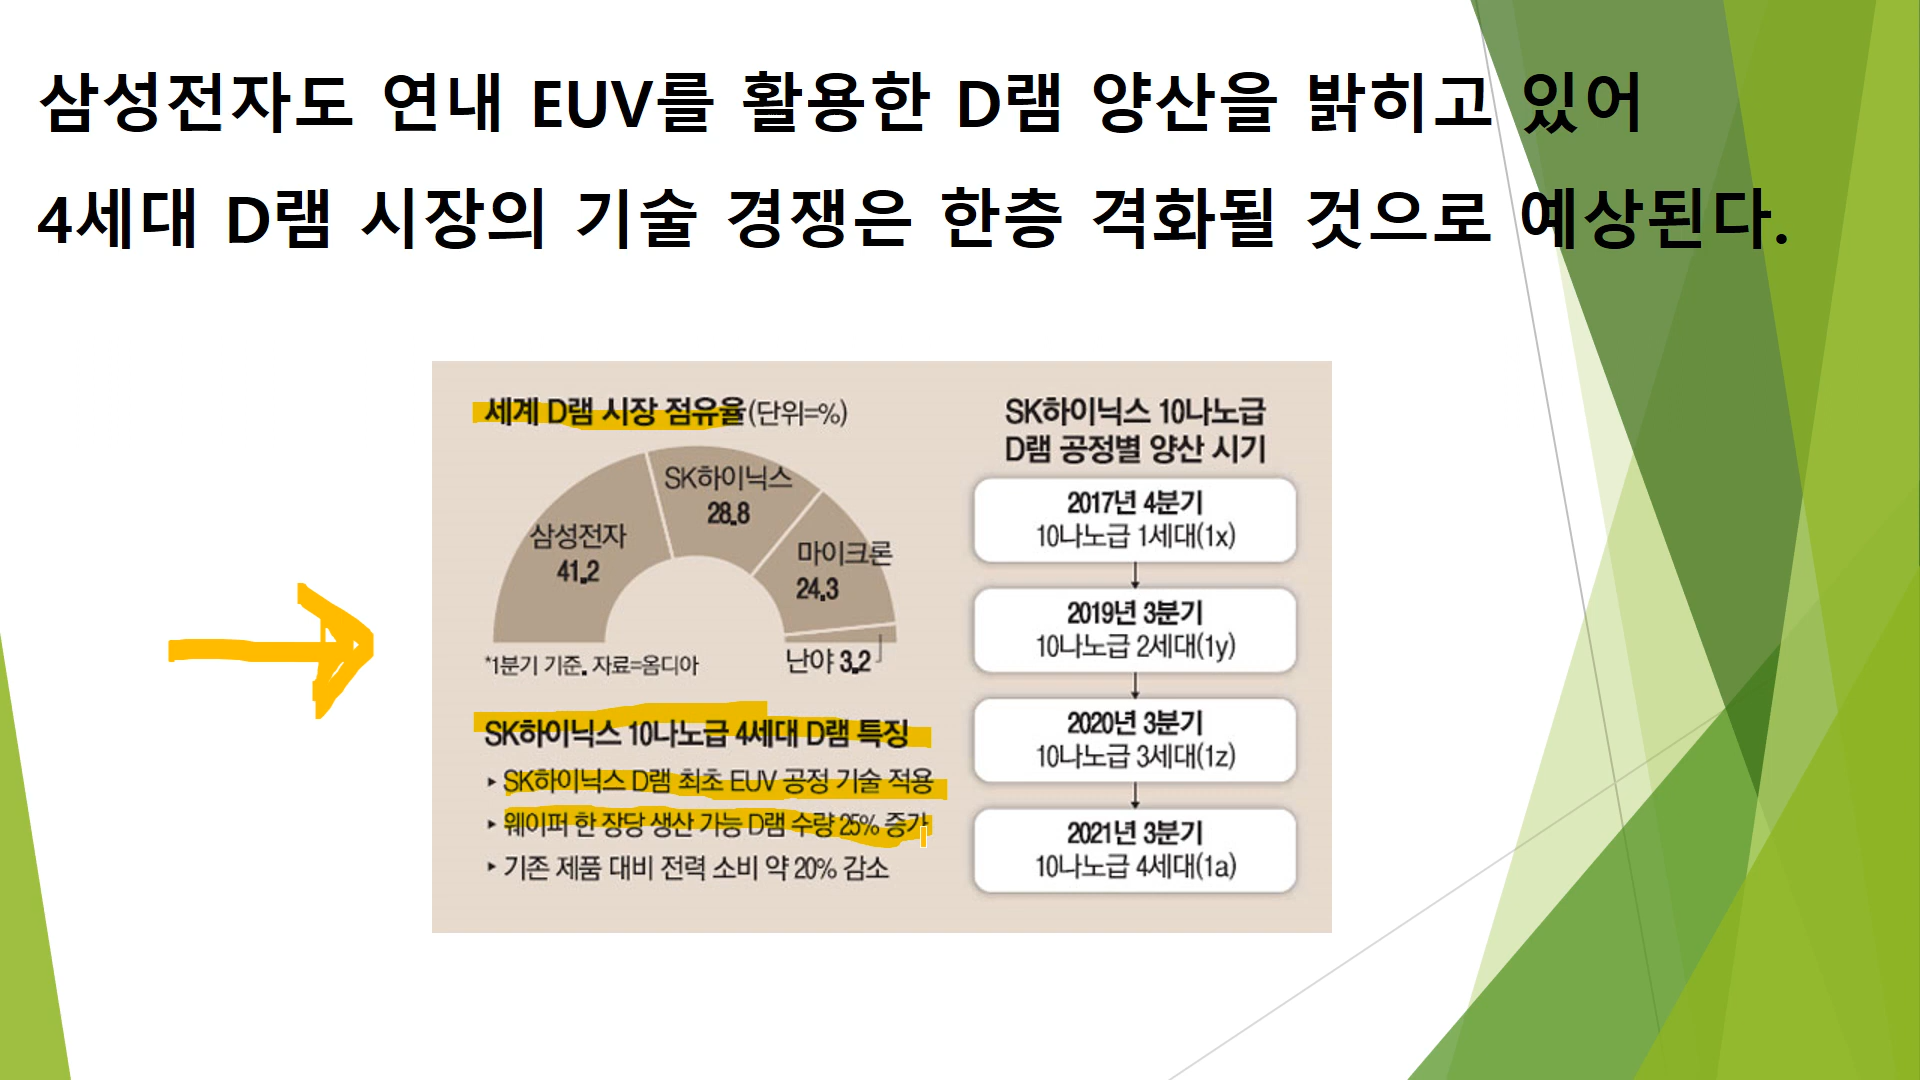 삼성전자도 연내 EUV를 활용한 D램 양산을 밝히고 있어
4세대 D램 시장의 기술 경쟁은 한층 격화될 것으로 예상된다.
세계 D램 시장 점유율(단위=%)
삼성전자
41.2
SK하이닉스
28.8
마이크론
24.3
난야 3.2
*1분기 기준. 자료=옴디아
SK하이닉스 10나노급 4세대 D램 특징
▸SK하이닉스 D램 최초 EUV 공정 기술 적용
▸웨이퍼 한 장당 생산 가능 D램 수량 25% 증가
▸기존 제품 대비 전력 소비 약 20% 감소
SK하이닉스 10나노급
D램 공정별 양산 시기
2017년 4분기
10나노급 1세대(1x)
2019년 3분기
10나노급 2세대(1y)
2020년 3분기
10나노급 3세대(1z)
2021년 3분기
10나노급 4세대(1a)